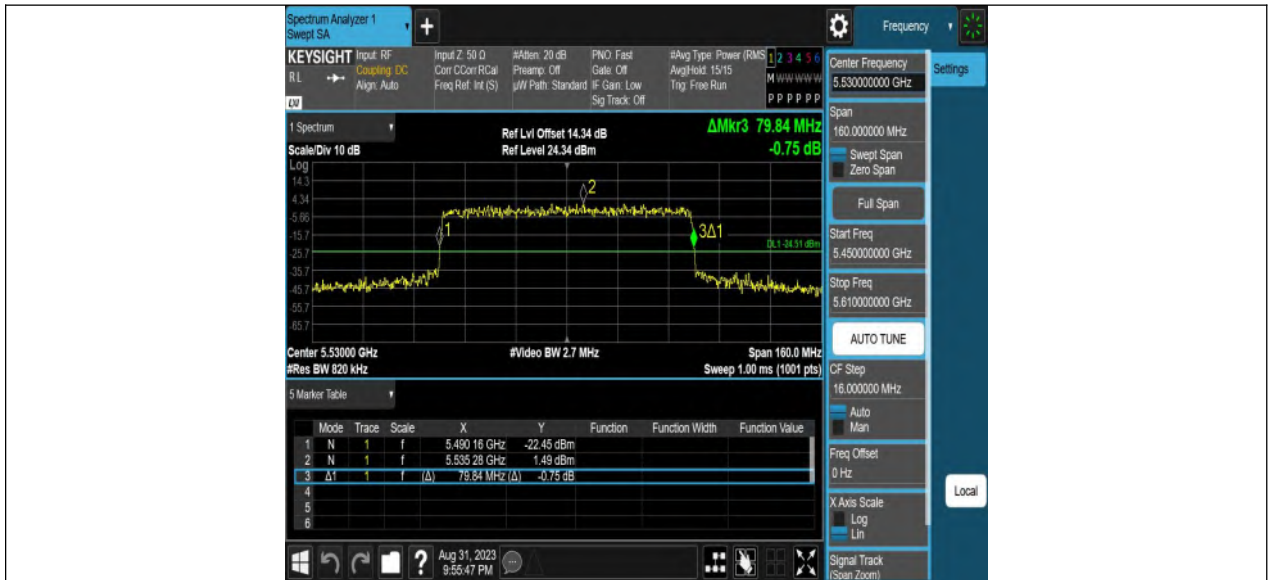 Spectrum Analyzer 1
Swept SA
+
Frequency
KEYSIGHT
RL
Input: RF
Coupling: DC
Align: Auto
Input Z: 50 Ω
Corr CCorr RCal
Freq Ref: Int (S)
#Atten: 20 dB
Preamp: Off
µW Path: Standard
PNO: Fast
Gate: Off
IF Gain: Low
Sig Track: Off
#Avg Type: Power (RMS
Avg|Hold: 15/15
Trig: Free Run
1 2 3 4 5 6
M W W W W W
P P P P P P
1 Spectrum
Scale/Div 10 dB
Ref Lvl Offset 14.34 dB
Ref Level 24.34 dBm
ΔMkr3 79.84 MHz
-0.75 dB
Log
14.3
4.34
-5.66
-15.7
-25.7
-35.7
-45.7
-55.7
-65.7
1
2
3Δ1
DL1 -24.51 dBm
Center 5.53000 GHz
#Video BW 2.7 MHz
Span 160.0 MHz
#Res BW 820 kHz
Sweep 1.00 ms (1001 pts)
5 Marker Table
Mode Trace Scale X Y Function Function Width Function Value
1 N 1 f 5.490 16 GHz -22.45 dBm
2 N 1 f 5.535 28 GHz 1.49 dBm
3 Δ1 1 f (Δ) 79.84 MHz (Δ) -0.75 dB
4
5
6
?
Aug 31, 2023
9:55:47 PM
Center Frequency
5.530000000 GHz
Settings
Span
160.000000 MHz
Swept Span
Zero Span
Full Span
Start Freq
5.450000000 GHz
Stop Freq
5.610000000 GHz
AUTO TUNE
CF Step
16.000000 MHz
Auto
Man
Freq Offset
0 Hz
X Axis Scale
Log
Lin
Signal Track
(Span Zoom)
Local